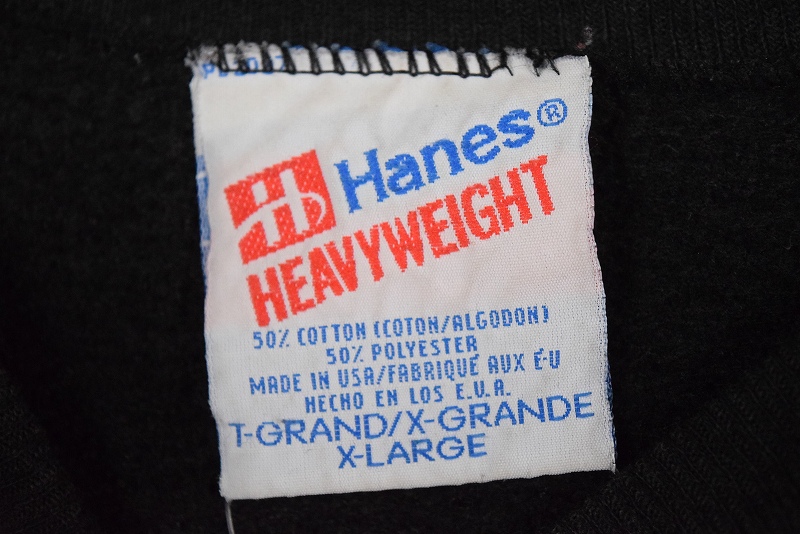 Hanes®
HEAVYWEIGHT
50% COTTON (COTON/ALGODON)
50% POLYESTER
MADE IN USA/FABRIQUÉ AUX É-U
HECHO EN LOS E.U.A.
T-GRAND/X-GRANDE
X-LARGE